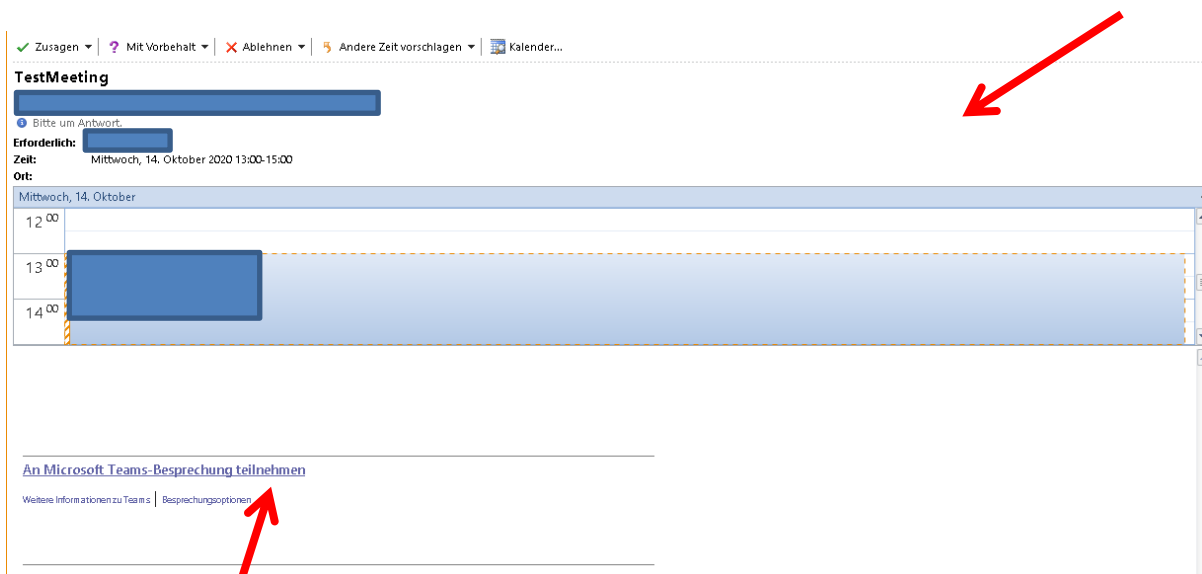 Zusagen Mit Vorbehalt Ablehnen Andere Zeit vorschlagen Kalender...
TestMeeting
Bitte um Antwort.
Erforderlich:
Zeit: Mittwoch, 14. Oktober 2020 13:00-15:00
Ort:
Mittwoch, 14. Oktober
12 00
13 00
14 00
An Microsoft Teams-Besprechung teilnehmen
Weitere Informationen zu Teams | Besprechungsoptionen